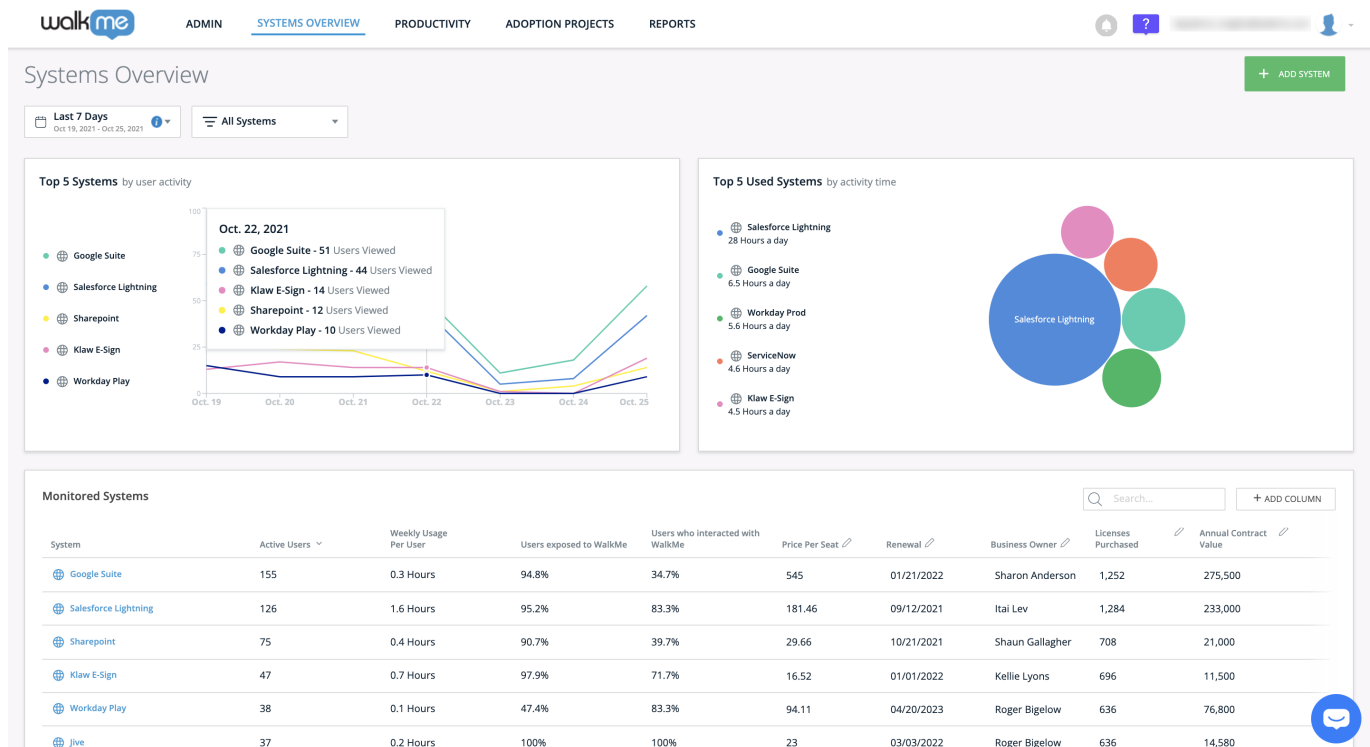 walkme
ADMIN
SYSTEMS OVERVIEW
PRODUCTIVITY
ADOPTION PROJECTS
REPORTS
?
Systems Overview
+ ADD SYSTEM
Last 7 Days
Oct 19, 2021 - Oct 25, 2021
i
All Systems
Top 5 Systems by user activity
Google Suite
Salesforce Lightning
Sharepoint
Klaw E-Sign
Workday Play
100
75
50
25
0
Oct. 22, 2021
Google Suite - 51 Users Viewed
Salesforce Lightning - 44 Users Viewed
Klaw E-Sign - 14 Users Viewed
Sharepoint - 12 Users Viewed
Workday Play - 10 Users Viewed
Oct. 19 Oct. 20 Oct. 21 Oct. 22 Oct. 23 Oct. 24 Oct. 25
Top 5 Used Systems by activity time
Salesforce Lightning
28 Hours a day
Google Suite
6.5 Hours a day
Workday Prod
5.6 Hours a day
ServiceNow
4.6 Hours a day
Klaw E-Sign
4.5 Hours a day
Salesforce Lightning
Monitored Systems
Search...
+ ADD COLUMN
System Active Users Weekly Usage Per User Users exposed to WalkMe Users who interacted with WalkMe Price Per Seat Renewal Business Owner Licenses Purchased Annual Contract Value
Google Suite 155 0.3 Hours 94.8% 34.7% 545 01/21/2022 Sharon Anderson 1,252 275,500
Salesforce Lightning 126 1.6 Hours 95.2% 83.3% 181.46 09/12/2021 Itai Lev 1,284 233,000
Sharepoint 75 0.4 Hours 90.7% 39.7% 29.66 10/21/2021 Shaun Gallagher 708 21,000
Klaw E-Sign 47 0.7 Hours 97.9% 71.7% 16.52 01/01/2022 Kellie Lyons 696 11,500
Workday Play 38 0.1 Hours 47.4% 83.3% 94.11 04/20/2023 Roger Bigelow 636 76,800
Jive 37 0.2 Hours 100% 100% 23 03/03/2022 Roger Bigelow 636 14,580